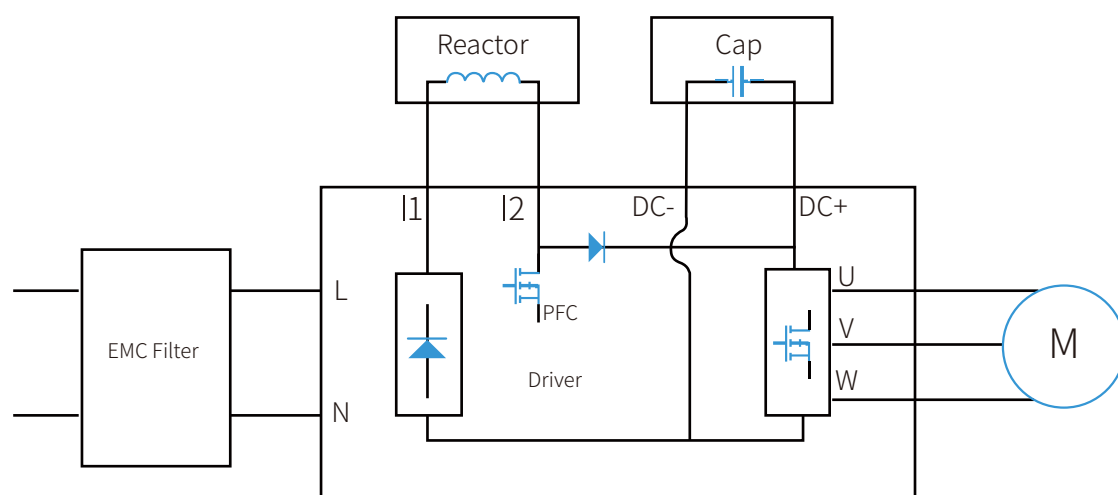 Reactor
Cap
I1
I2
DC-
DC+
L
U
PFC
V
M
EMC Filter
Driver
W
N